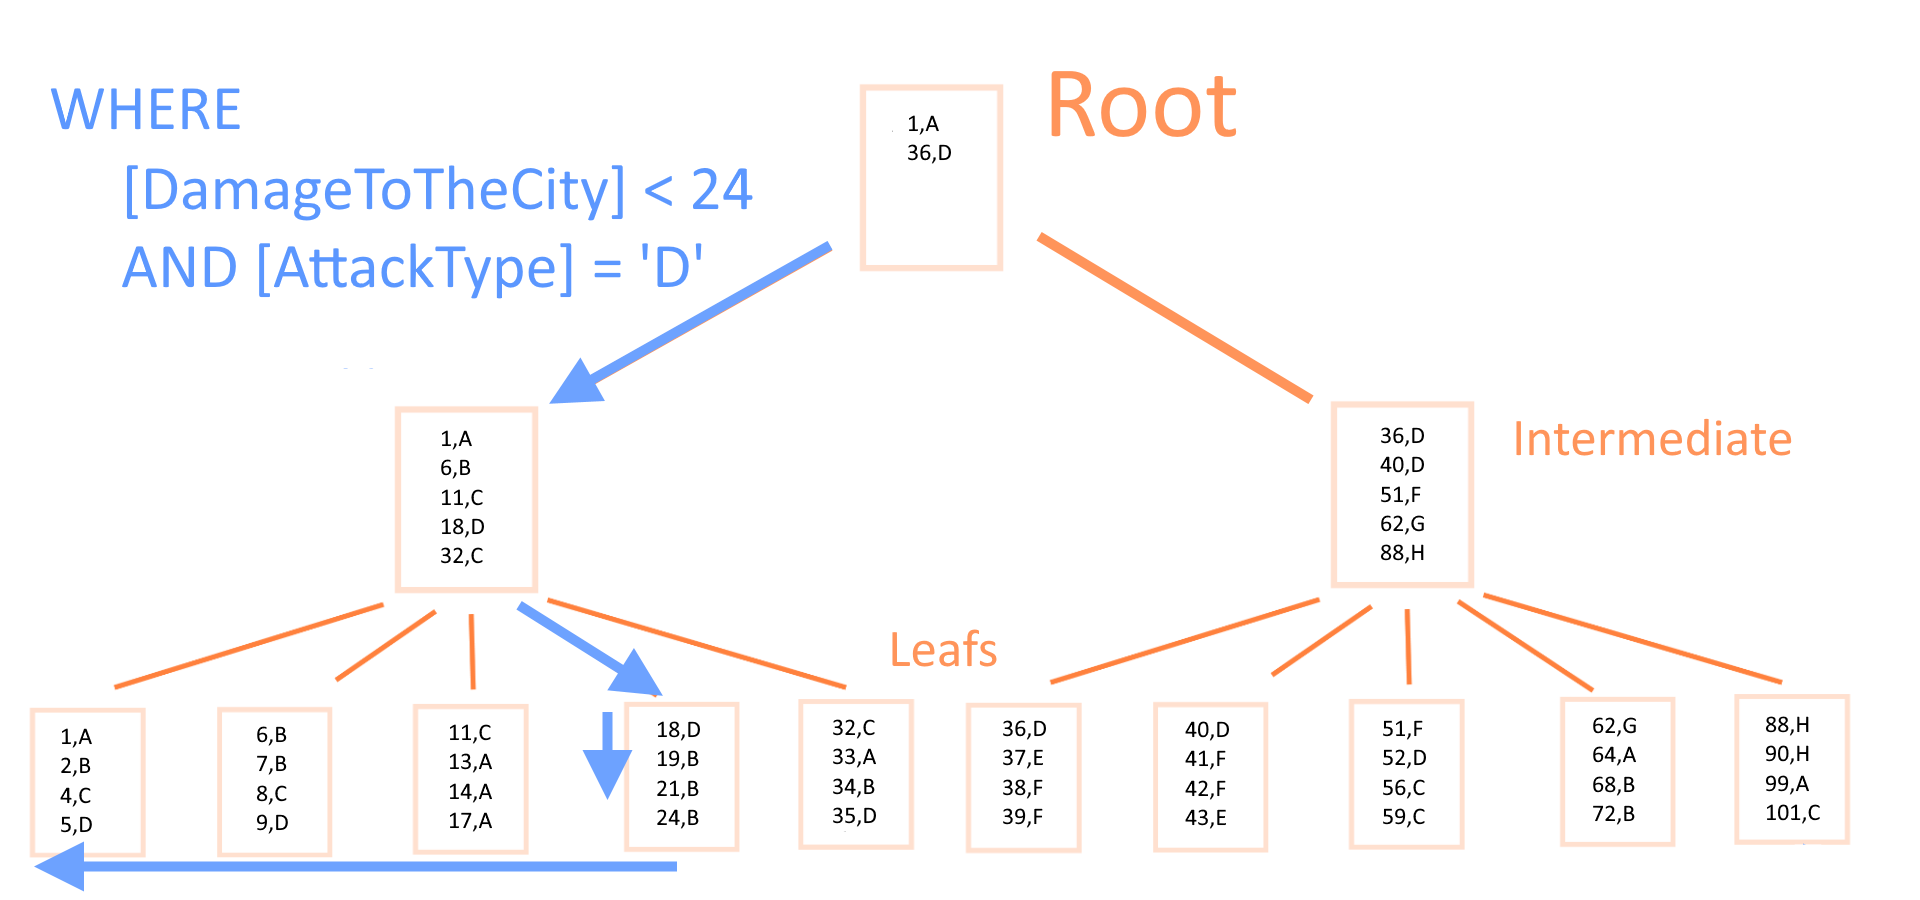 WHERE
[DamageToTheCity] < 24
AND [AttackType] = 'D'
Root
1,A
36,D
1,A
6,B
11,C
18,D
32,C
Intermediate
36,D
40,D
51,F
62,G
88,H
Leafs
1,A
2,B
4,C
5,D
6,B
7,B
8,C
9,D
11,C
13,A
14,A
17,A
18,D
19,B
21,B
24,B
32,C
33,A
34,B
35,D
36,D
37,E
38,F
39,F
40,D
41,F
42,F
43,E
51,F
52,D
56,C
59,C
62,G
64,A
68,B
72,B
88,H
90,H
99,A
101,C